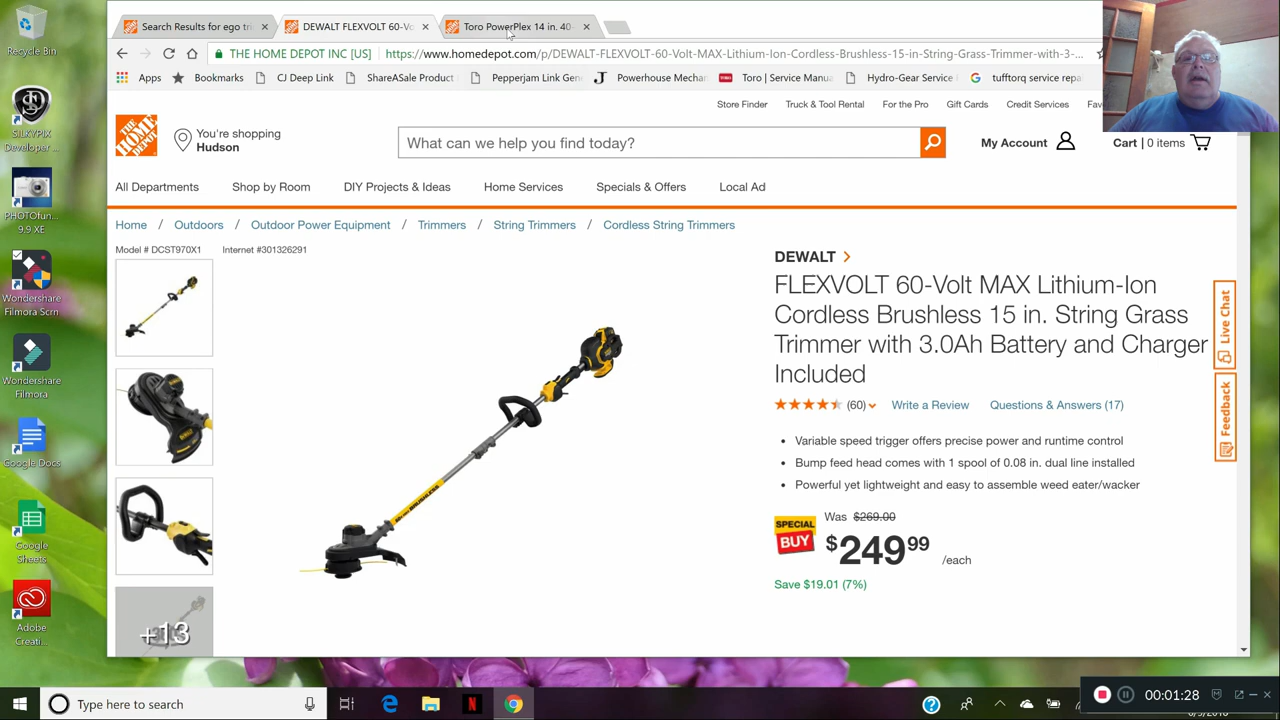 Search Results for ego tri
DEWALT FLEXVOLT 60-Vo
Toro PowerPlex 14 in. 40-
THE HOME DEPOT INC [US]
https://www.homedepot.com/p/DEWALT-FLEXVOLT-60-Volt-MAX-Lithium-Ion-Cordless-Brushless-15-in-String-Grass-Trimmer-with-3-...
Apps
Bookmarks
CJ Deep Link
ShareASale Product
Pepperjam Link Gene
Powerhouse Mechan
Toro | Service Manua
Hydro-Gear Service
tufftorq service repai
Store Finder
Truck & Tool Rental
For the Pro
Gift Cards
Credit Services
Fav
THE HOME DEPOT
You're shopping
Hudson
What can we help you find today?
My Account
Cart | 0 items
All Departments
Shop by Room
DIY Projects & Ideas
Home Services
Specials & Offers
Local Ad
Home / Outdoors / Outdoor Power Equipment / Trimmers / String Trimmers / Cordless String Trimmers
Model # DCST970X1
Internet #301326291
DEWALT
FLEXVOLT 60-Volt MAX Lithium-Ion
Cordless Brushless 15 in. String Grass
Trimmer with 3.0Ah Battery and Charger
Included
(60)
Write a Review
Questions & Answers (17)
• Variable speed trigger offers precise power and runtime control
• Bump feed head comes with 1 spool of 0.08 in. dual line installed
• Powerful yet lightweight and easy to assemble weed eater/wacker
SPECIAL
BUY
Was $269.00
$249.99
/each
Save $19.01 (7%)
+13
BRUSHLESS
Live Chat
Feedback
Recycle Bin
SILKYPIX
Developer ...
PHOTOfun...
9.9 XE
Wondershare
Filmora Scrn
Wondershare
Filmora
Google Docs
Google
Sheets
Adobe
Creati...
Type here to search
00:01:28